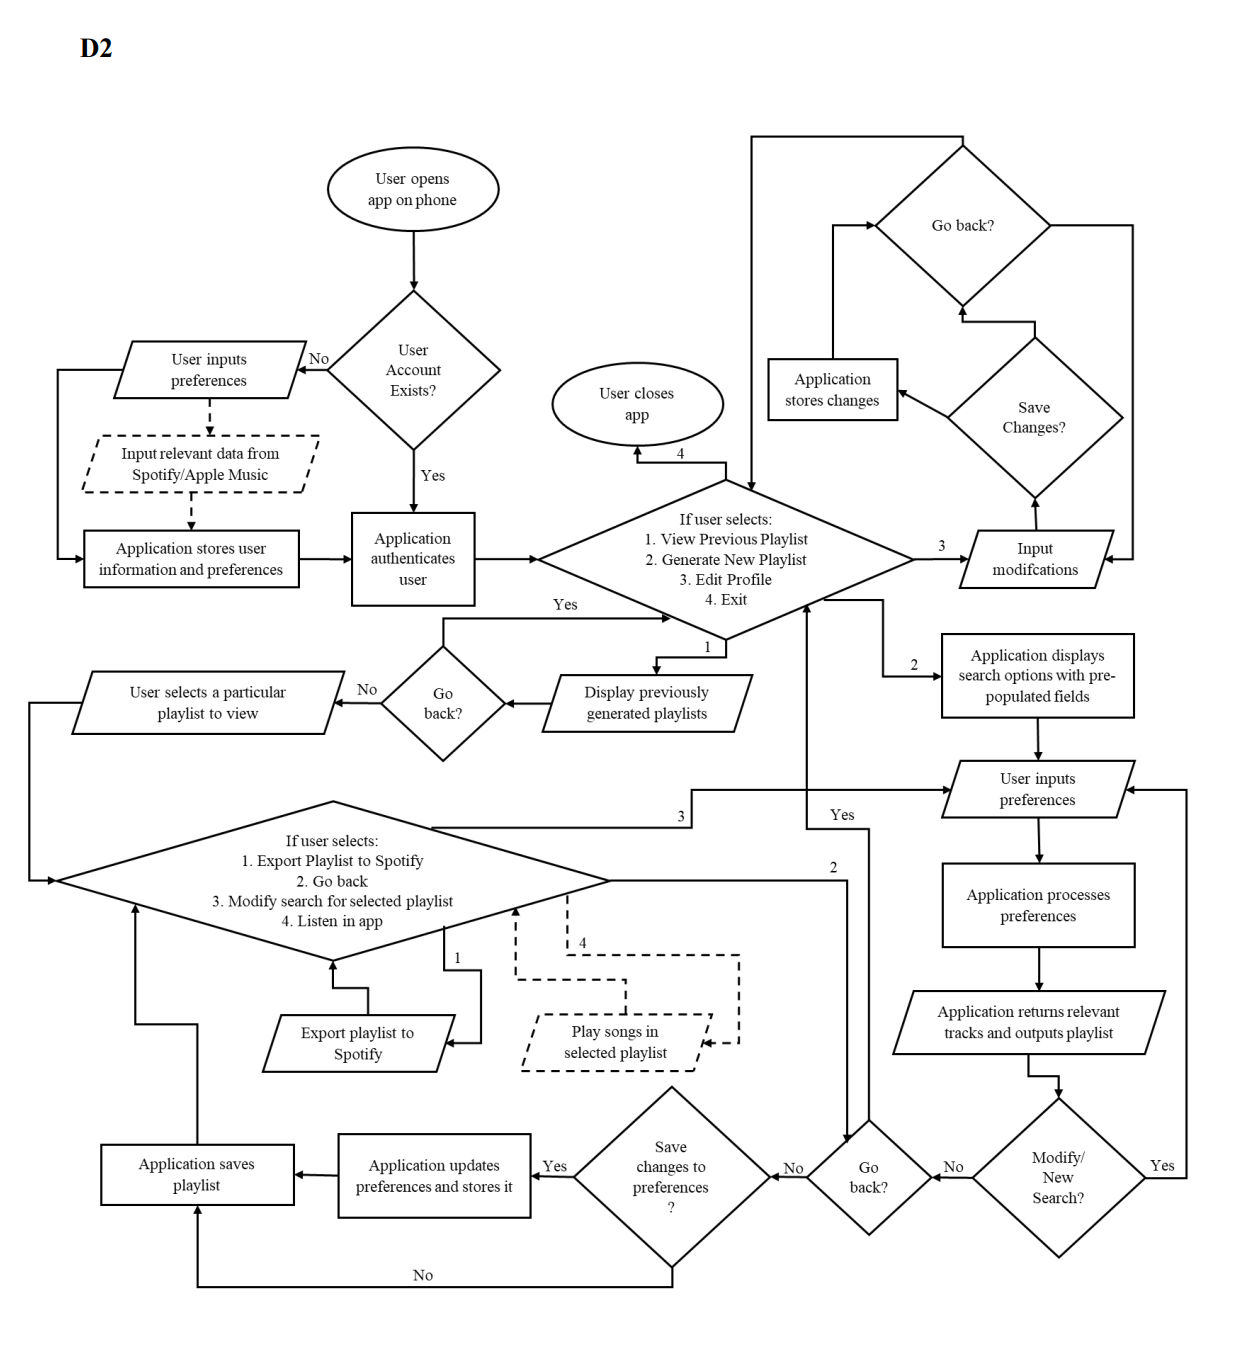 D2
User opens
app on phone
Go back?
User
Account
Exists?
No
User inputs
preferences
Yes
Input relevant data from
Spotify/Apple Music
Application stores user
information and preferences
Application
authenticates
user
User closes
app
4
Application
stores changes
Save
Changes?
If user selects:
1. View Previous Playlist
2. Generate New Playlist
3. Edit Profile
4. Exit
3
Input
modifcations
Yes
1
2
Application displays
search options with pre-
populated fields
User selects a particular
playlist to view
No
Go
back?
Display previously
generated playlists
User inputs
preferences
3
Yes
If user selects:
1. Export Playlist to Spotify
2. Go back
3. Modify search for selected playlist
4. Listen in app
2
Application processes
preferences
1
4
Export playlist to
Spotify
Play songs in
selected playlist
Application returns relevant
tracks and outputs playlist
Application saves
playlist
Application updates
preferences and stores it
Yes
Save
changes to
preferences
?
No
Go
back?
No
Modify/
New
Search?
Yes
No